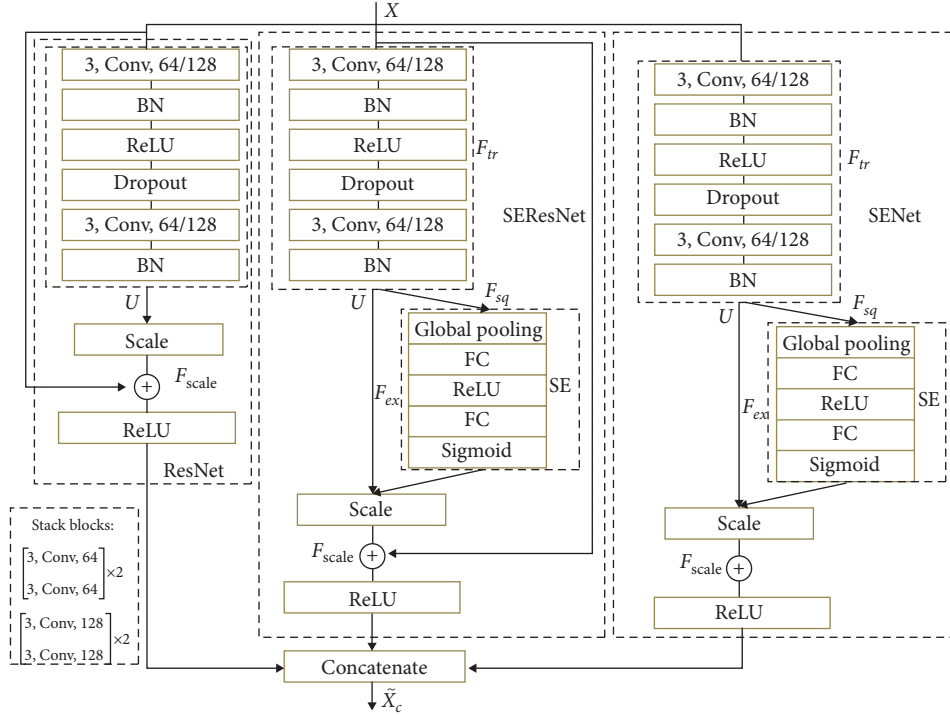 X
3, Conv, 64/128
BN
ReLU
Dropout
3, Conv, 64/128
BN
U
Scale
+
F_scale
ReLU
ResNet
Stack blocks:
[3, Conv, 64
3, Conv, 64] ×2
[3, Conv, 128
3, Conv, 128] ×2
3, Conv, 64/128
BN
ReLU
Dropout
3, Conv, 64/128
BN
F_tr
SEResNet
U
F_sq
Global pooling
FC
ReLU
FC
Sigmoid
SE
F_ex
Scale
F_scale
+
ReLU
3, Conv, 64/128
BN
ReLU
Dropout
3, Conv, 64/128
BN
F_tr
SENet
U
F_sq
Global pooling
FC
ReLU
FC
Sigmoid
SE
F_ex
Scale
F_scale
+
ReLU
Concatenate
X̃_c